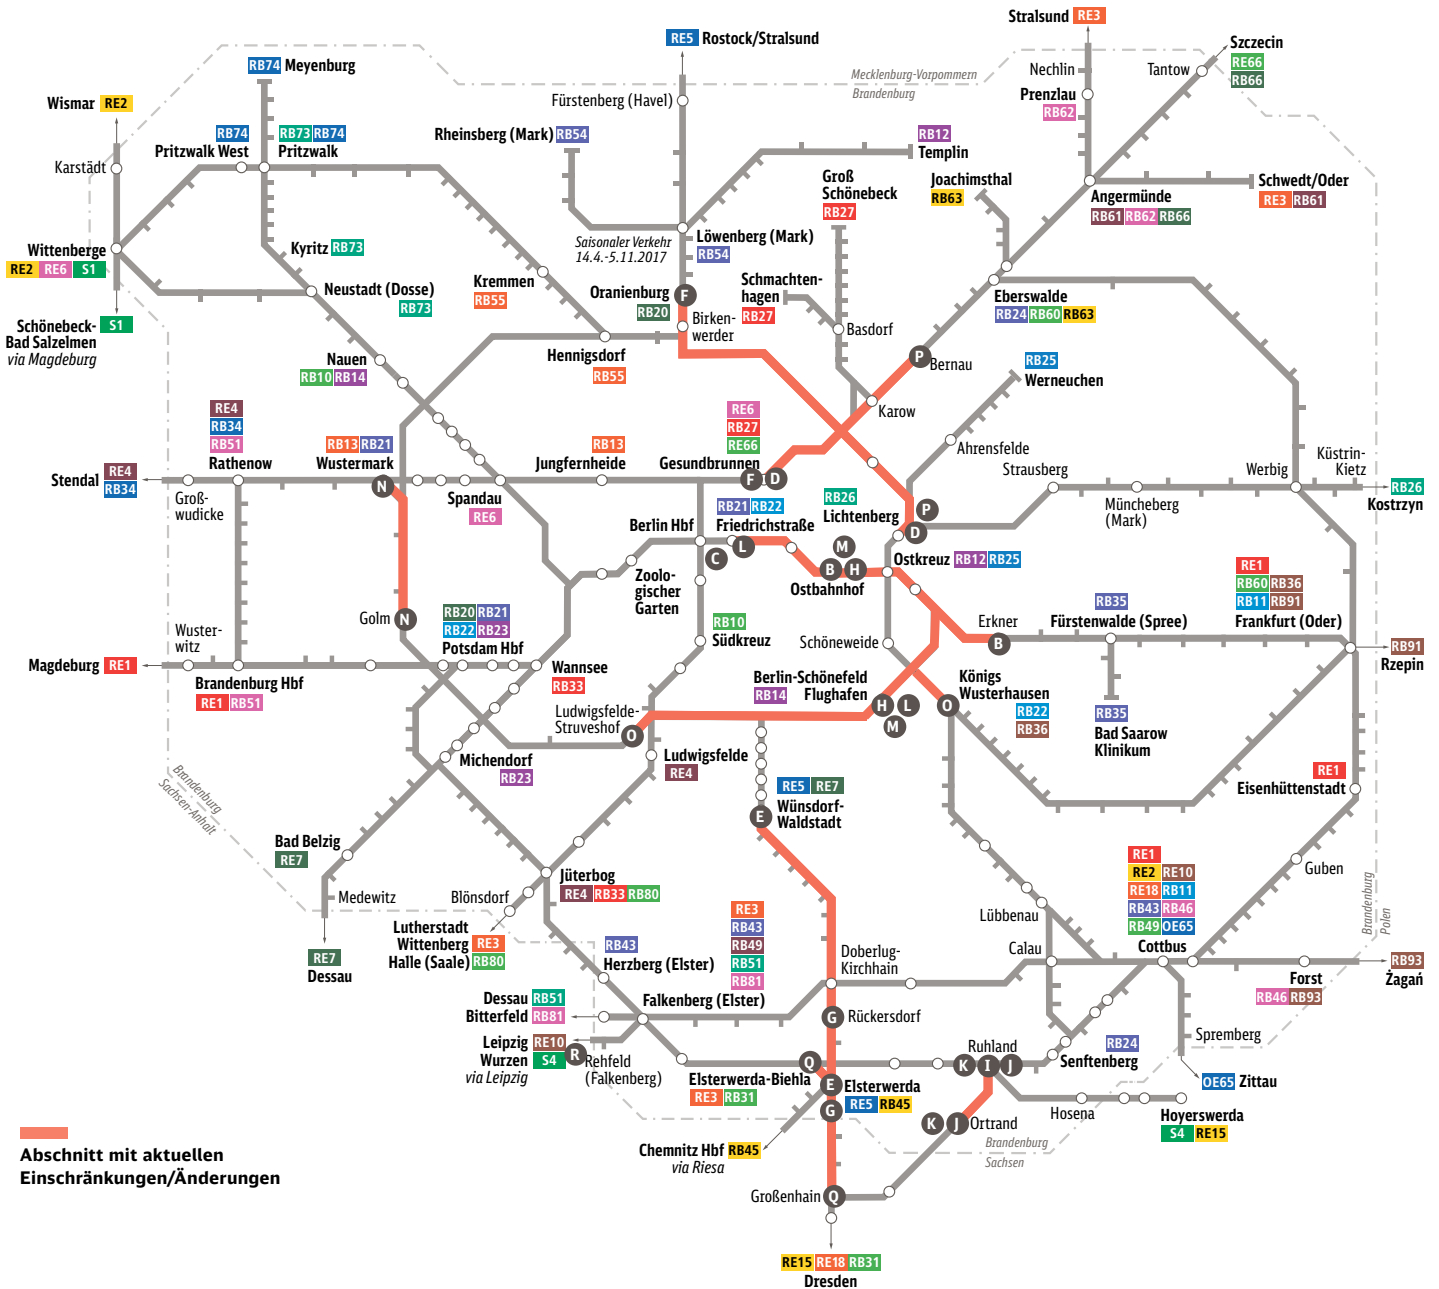 Stralsund RE3
RE5 Rostock/Stralsund
Szczecin
RE66
RB66
RB74 Meyenburg
Nechlin
Tantow
Mecklenburg-Vorpommern
Brandenburg
Prenzlau
RB62
Wismar RE2
Fürstenberg (Havel)
RB74
Pritzwalk West
RB73 RB74
Pritzwalk
Rheinsberg (Mark) RB54
RB12
Templin
Karstädt
Groß
Schönebeck
RB27
Joachimsthal
RB63
Schwedt/Oder
RE3 RB61
Angermünde
RB61 RB62 RB66
Wittenberge
RE2 RE6 S1
Kyritz RB73
Saisonaler Verkehr
14.4.-5.11.2017
Löwenberg (Mark)
RB54
Neustadt (Dosse)
RB73
Kremmen
RB55
Oranienburg
RB20
F
Schmachten-
hagen
RB27
Eberswalde
RB24 RB60 RB63
Schönebeck-
Bad Salzelmen
via Magdeburg
S1
Birken-
werder
Basdorf
Hennigsdorf
RB55
P
Bernau
RB25
Werneuchen
Nauen
RB10 RB14
Karow
RE4
RB34
RB51
Rathenow
RE6
RB27
RE66
Gesundbrunnen
F D
RB13 RB21
Wustermark
N
RB13
Jungfernheide
Ahrensfelde
Strausberg
Werbig
Küstrin-
Kietz
RB26
Kostrzyn
Stendal
RE4
RB34
Groß-
wudicke
Spandau
RE6
RB26
Lichtenberg
P
D
Müncheberg
(Mark)
RB21 RB22
Friedrichstraße
Berlin Hbf
C
L
M
B H
Ostbahnhof
Ostkreuz RB12 RB25
Zoolo-
gischer
Garten
RE1
RB60 RB36
RB11 RB91
Frankfurt (Oder)
RB35
Fürstenwalde (Spree)
Golm
N
RB20 RB21
RB22 RB23
Potsdam Hbf
RB10
Südkreuz
Schöneweide
Erkner
B
Wuster-
witz
Magdeburg RE1
RB91
Rzepin
Brandenburg Hbf
RE1 RB51
Wannsee
RB33
Berlin-Schönefeld
Flughafen
RB14
H L
M
Königs
Wusterhausen
RB22
RB36
O
RB35
Bad Saarow
Klinikum
Ludwigsfelde-
Struveshof
O
Ludwigsfelde
RE4
Michendorf
RB23
Brandenburg
Sachsen-Anhalt
RE5 RE7
Wünsdorf-
Waldstadt
E
RE1
Eisenhüttenstadt
Bad Belzig
RE7
Medewitz
Jüterbog
RE4 RB33 RB80
Blönsdorf
RE1
RE2 RE10
RE18 RB11
RB43 RB46
RB49 OE65
Cottbus
Guben
Lutherstadt
Wittenberg
Halle (Saale)
RE3
RB80
RE3
RB43
RB49
RB51
RB81
Falkenberg (Elster)
Lübbenau
Calau
Brandenburg
Polen
RE7
Dessau
RB43
Herzberg (Elster)
Doberlug-
Kirchhain
RB93
Żagań
Forst
RB46 RB93
Dessau RB51
Bitterfeld RB81
G
Rückersdorf
Leipzig RE10
Wurzen S4
via Leipzig
R
Rehfeld
(Falkenberg)
Ruhland
K I J
RB24
Senftenberg
Spremberg
Q
Elsterwerda-Biehla
RE3 RB31
E
Elsterwerda
RE5 RB45
G
OE65 Zittau
Hosena
Hoyerswerda
S4 RE15
K J Ortrand
Brandenburg
Sachsen
Chemnitz Hbf RB45
via Riesa
Abschnitt mit aktuellen
Einschränkungen/Änderungen
Großenhain
Q
RE15 RE18 RB31
Dresden